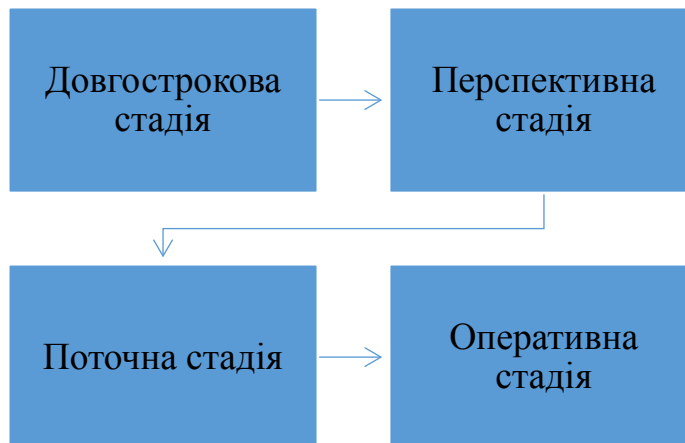 Довгострокова
стадія
Перспективна
стадія
Поточна стадія
Оперативна
стадія